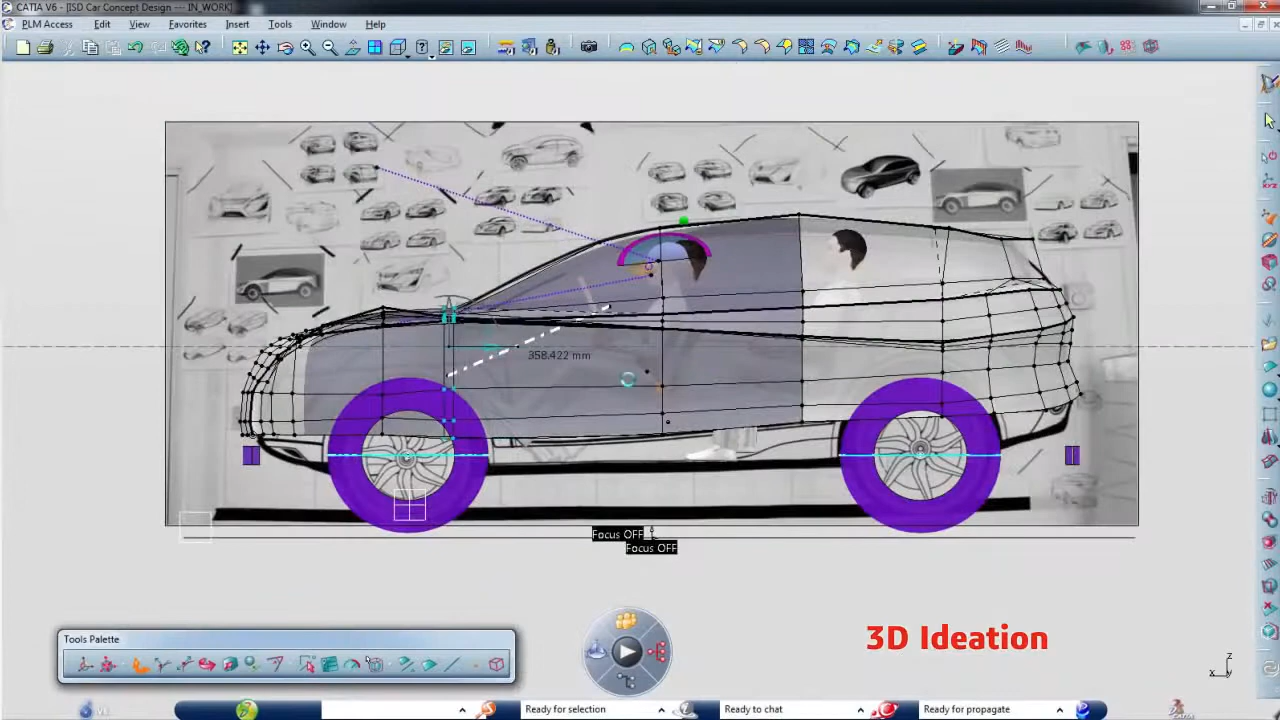 CATIA V6 - [ISD Car Concept Design --- IN_WORK]
PLM Access Edit View Favorites Insert Tools Window Help
358.422 mm
Focus OFF
Focus OFF
Tools Palette
3D Ideation
z
x y
Ready for selection Ready to chat Ready for propagate